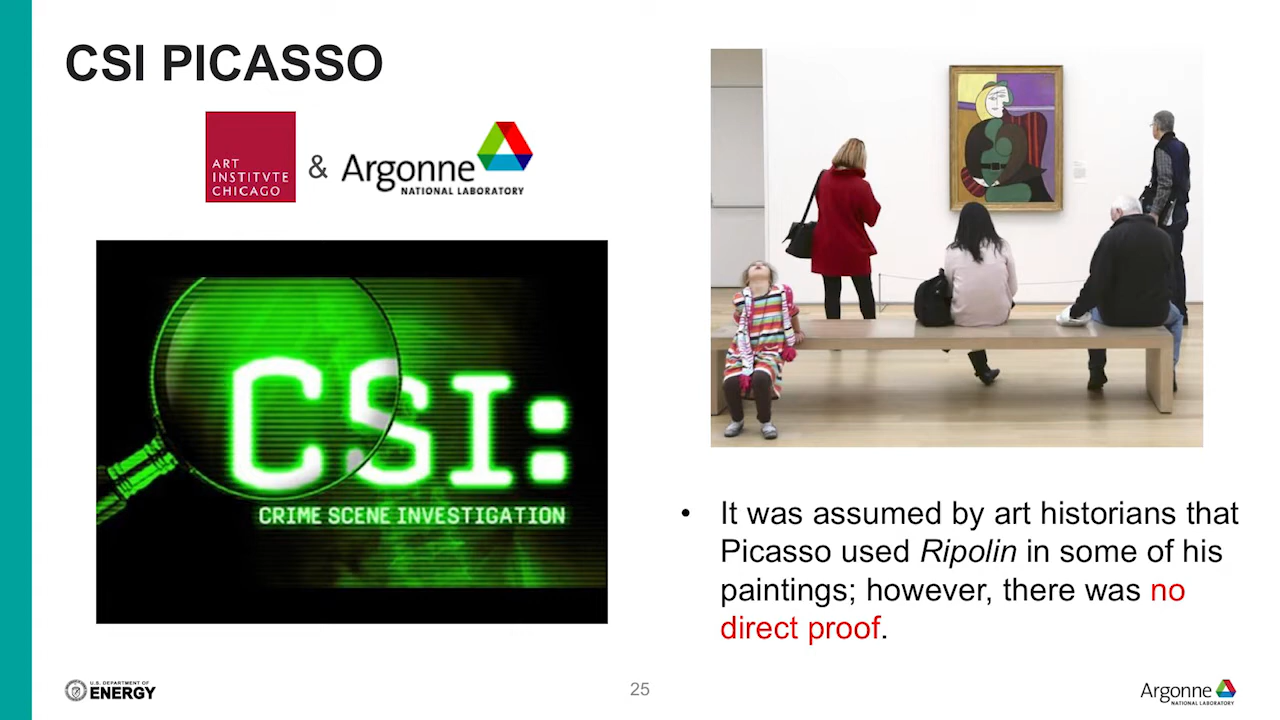 CSI PICASSO
ART
INSTITVTE
CHICAGO
&
Argonne
NATIONAL LABORATORY
CSI:
CRIME SCENE INVESTIGATION
• It was assumed by art historians that
Picasso used Ripolin in some of his
paintings; however, there was no
direct proof.
U.S. DEPARTMENT OF
ENERGY
25
Argonne
NATIONAL LABORATORY